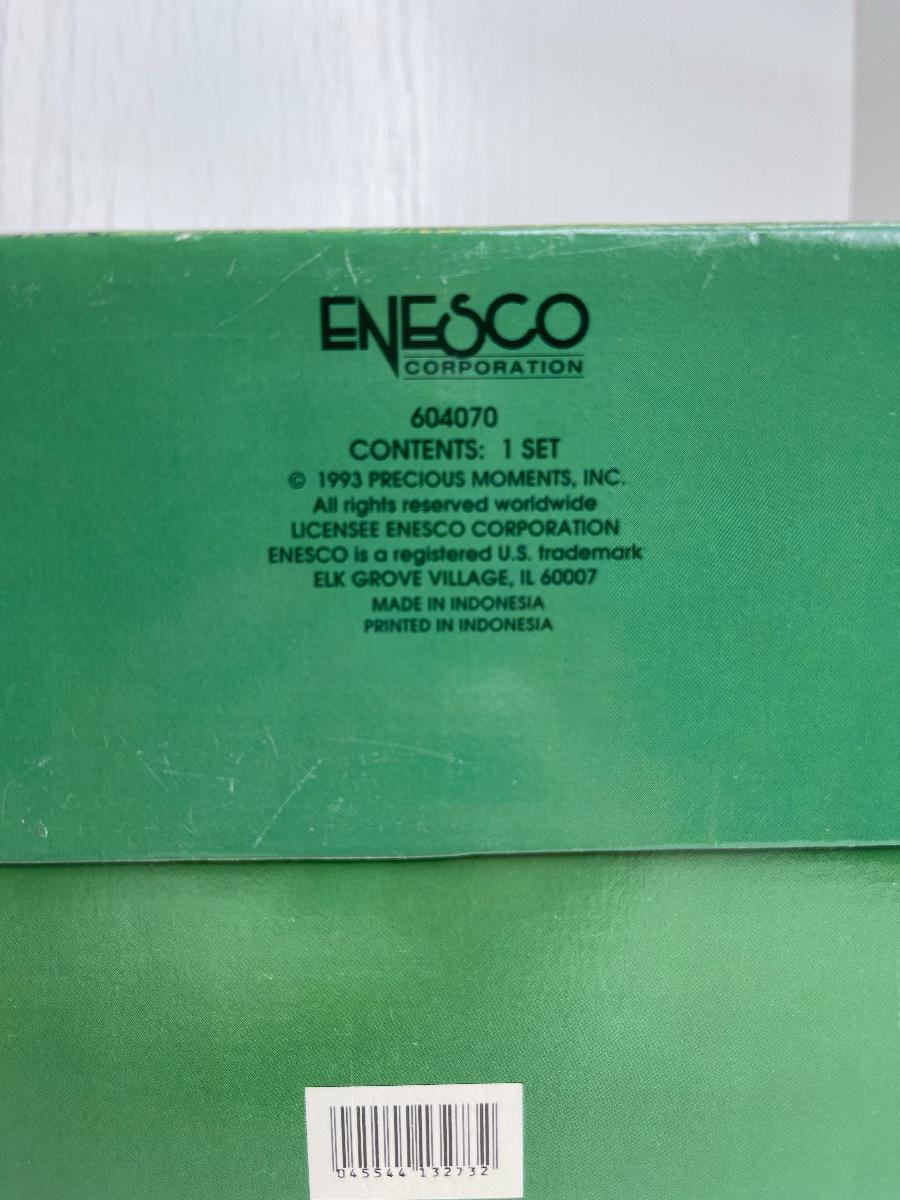 ENESCO
CORPORATION
604070
CONTENTS: 1 SET
© 1993 PRECIOUS MOMENTS, INC.
All rights reserved worldwide
LICENSEE ENESCO CORPORATION
ENESCO is a registered U.S. trademark
ELK GROVE VILLAGE, IL 60007
MADE IN INDONESIA
PRINTED IN INDONESIA
045544 132732